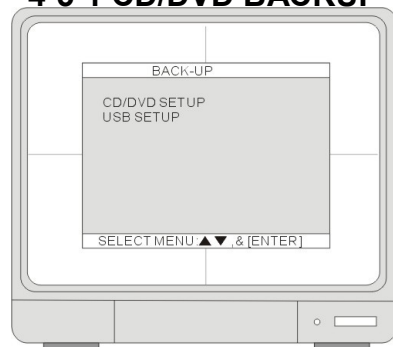 BACK-UP
CD/DVD SETUP
USB SETUP
SELECT MENU:▲▼,& [ENTER]